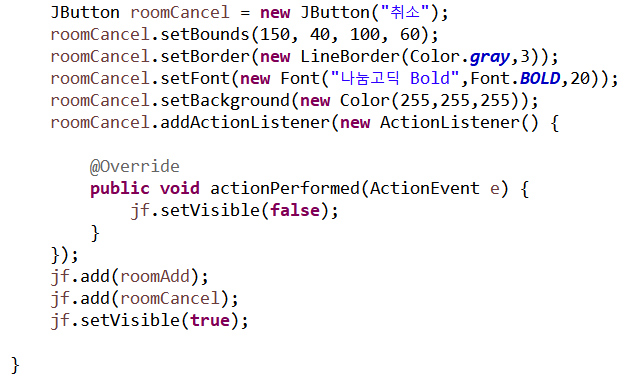 JButton roomCancel = new JButton("취소");
roomCancel.setBounds(150, 40, 100, 60);
roomCancel.setBorder(new LineBorder(Color.gray,3));
roomCancel.setFont(new Font("나눔고딕 Bold",Font.BOLD,20));
roomCancel.setBackground(new Color(255,255,255));
roomCancel.addActionListener(new ActionListener() {
@Override
public void actionPerformed(ActionEvent e) {
jf.setVisible(false);
}
});
jf.add(roomAdd);
jf.add(roomCancel);
jf.setVisible(true);
}